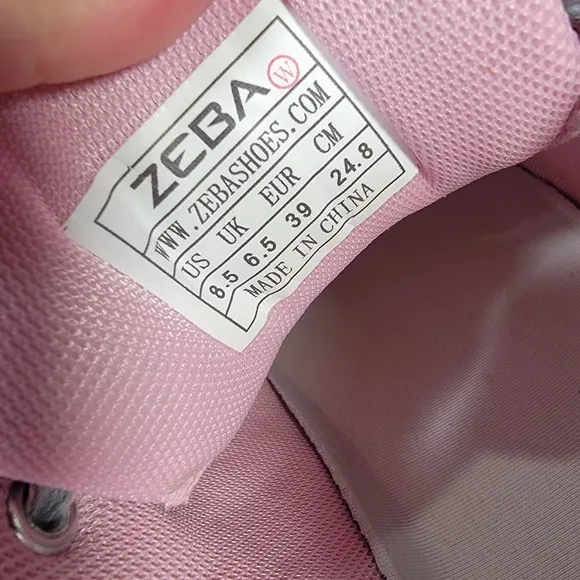 ZEBA W
WWW.ZEBASHOES.COM
US UK EUR CM
8.5 6.5 39 24.8
MADE IN CHINA